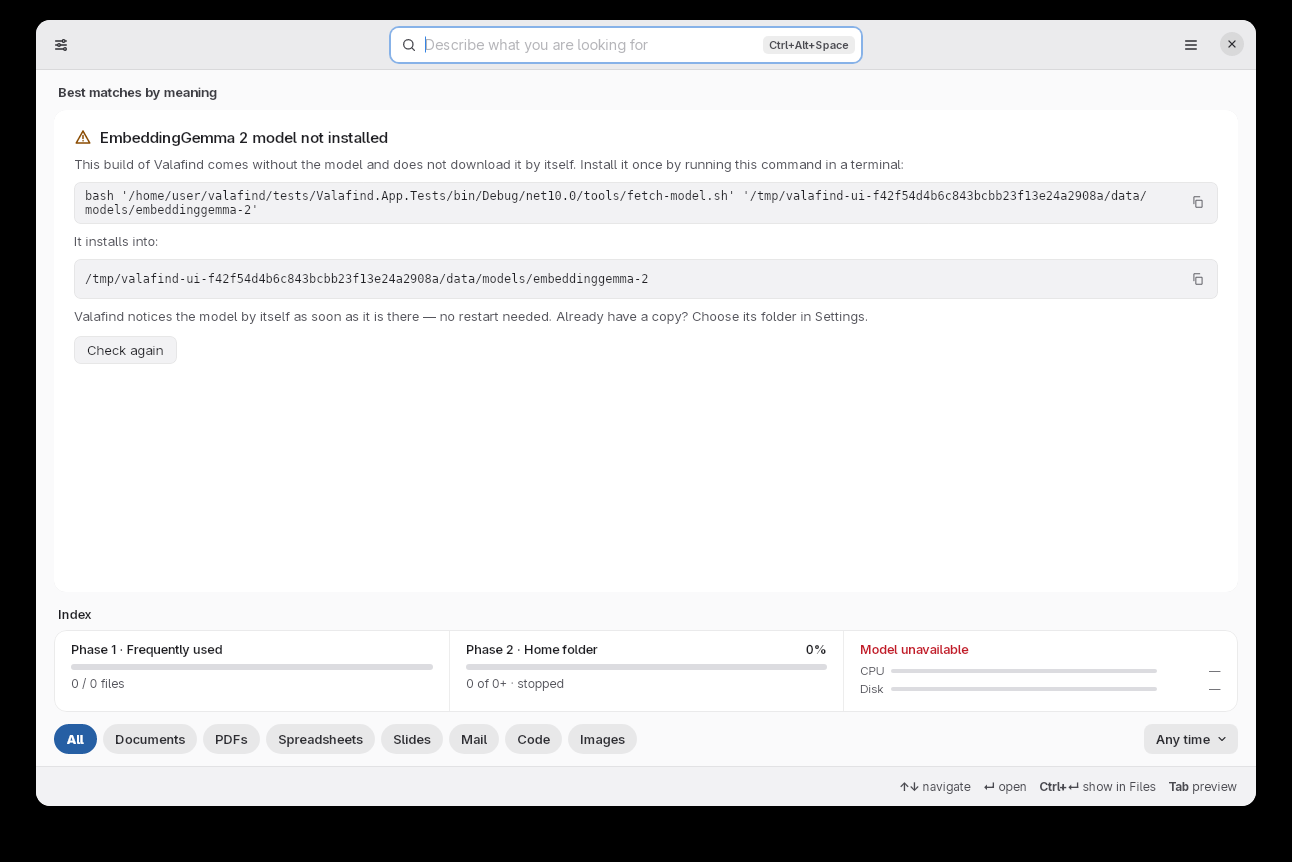 Describe what you are looking for
Ctrl+Alt+Space
Best matches by meaning
EmbeddingGemma 2 model not installed
This build of Valafind comes without the model and does not download it by itself. Install it once by running this command in a terminal:
bash '/home/user/valafind/tests/Valafind.App.Tests/bin/Debug/net10.0/tools/fetch-model.sh' '/tmp/valafind-ui-f42f54d4b6c843bcbb23f13e24a2908a/data/
models/embeddinggemma-2'
It installs into:
/tmp/valafind-ui-f42f54d4b6c843bcbb23f13e24a2908a/data/models/embeddinggemma-2
Valafind notices the model by itself as soon as it is there — no restart needed. Already have a copy? Choose its folder in Settings.
Check again
Index
Phase 1 · Frequently used
0 / 0 files
Phase 2 · Home folder 0%
0 of 0+ · stopped
Model unavailable
CPU —
Disk —
All Documents PDFs Spreadsheets Slides Mail Code Images Any time
↑↓ navigate ↵ open Ctrl+↵ show in Files Tab preview